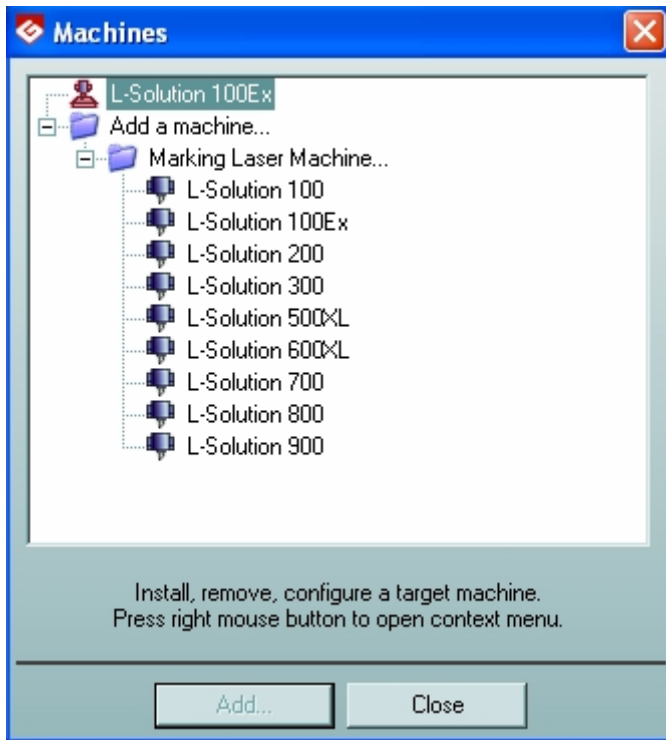 Machines
L-Solution 100Ex
Add a machine...
Marking Laser Machine...
L-Solution 100
L-Solution 100Ex
L-Solution 200
L-Solution 300
L-Solution 500XL
L-Solution 600XL
L-Solution 700
L-Solution 800
L-Solution 900
Install, remove, configure a target machine.
Press right mouse button to open context menu.
Add...
Close